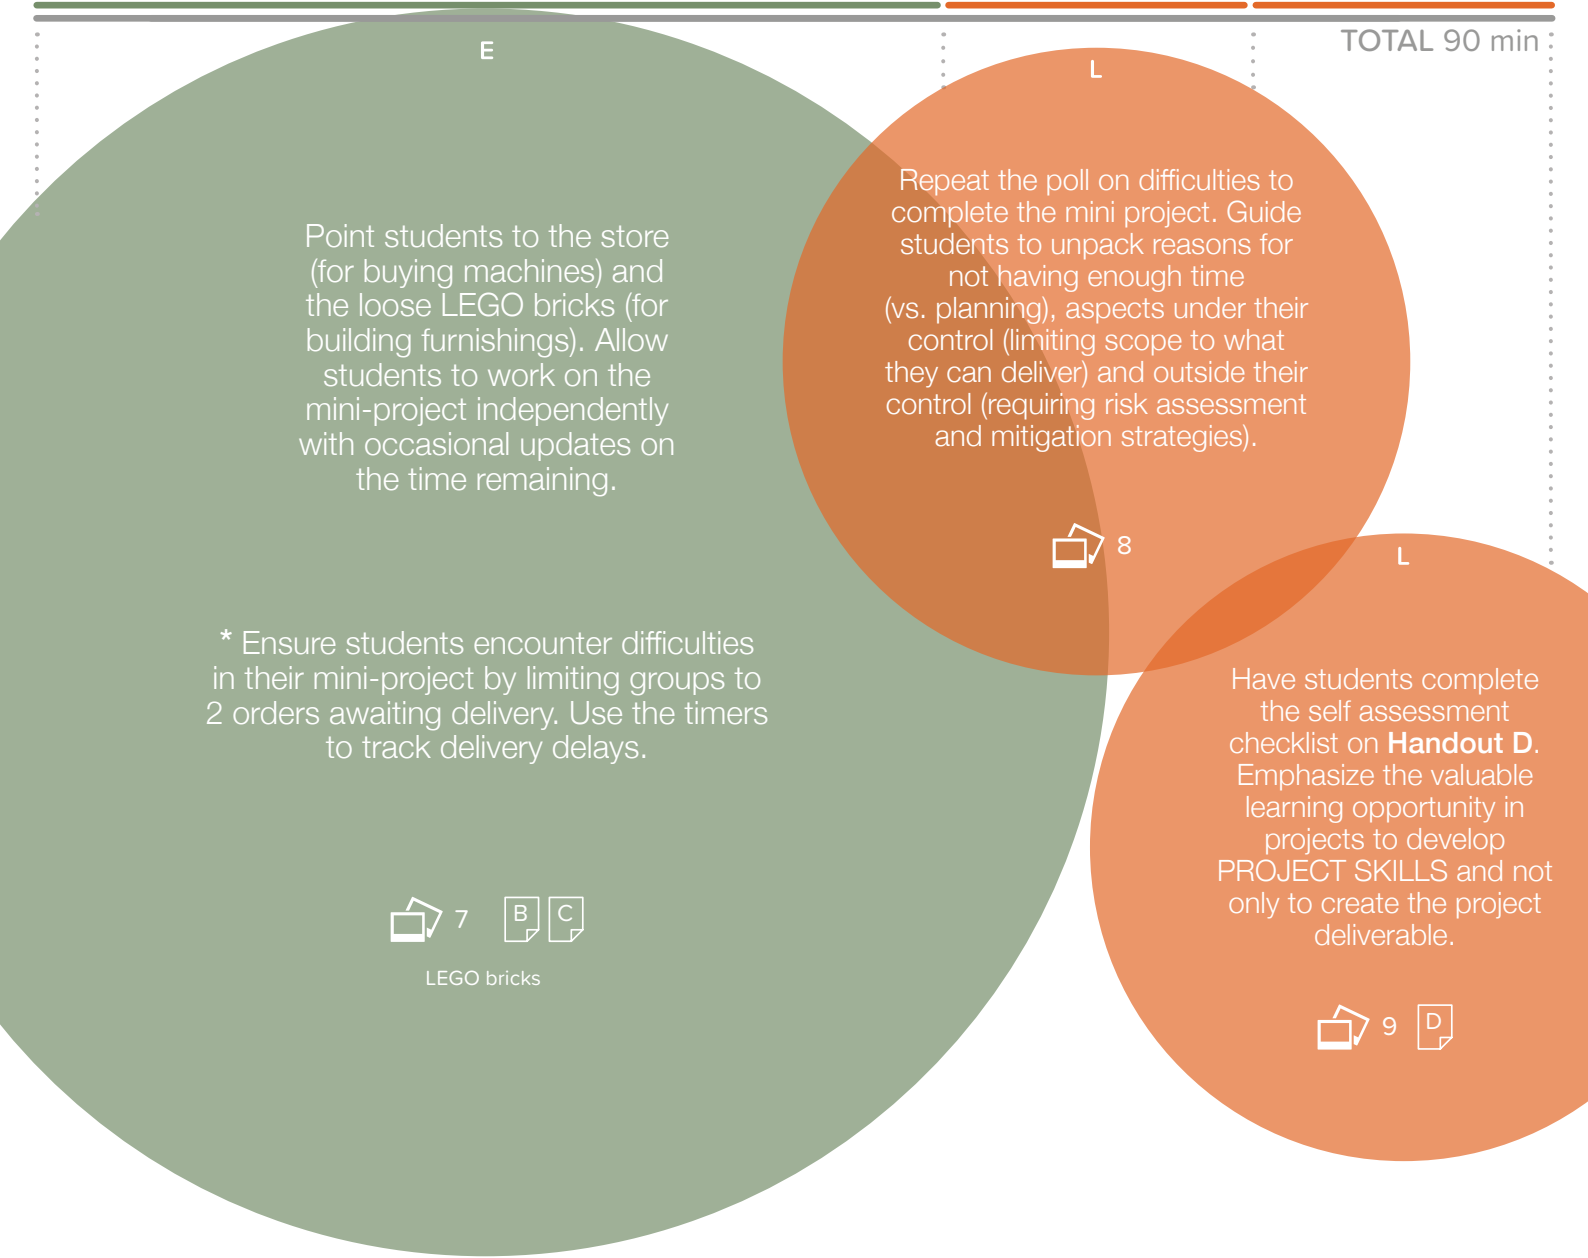 TOTAL 90 min
E
Point students to the store
(for buying machines) and
the loose LEGO bricks (for
building furnishings). Allow
students to work on the
mini-project independently
with occasional updates on
the time remaining.
* Ensure students encounter difficulties
in their mini-project by limiting groups to
2 orders awaiting delivery. Use the timers
to track delivery delays.
7 B C
LEGO bricks
L
Repeat the poll on difficulties to
complete the mini project. Guide
students to unpack reasons for
not having enough time
(vs. planning), aspects under their
control (limiting scope to what
they can deliver) and outside their
control (requiring risk assessment
and mitigation strategies).
8
L
Have students complete
the self assessment
checklist on Handout D.
Emphasize the valuable
learning opportunity in
projects to develop
PROJECT SKILLS and not
only to create the project
deliverable.
9 D